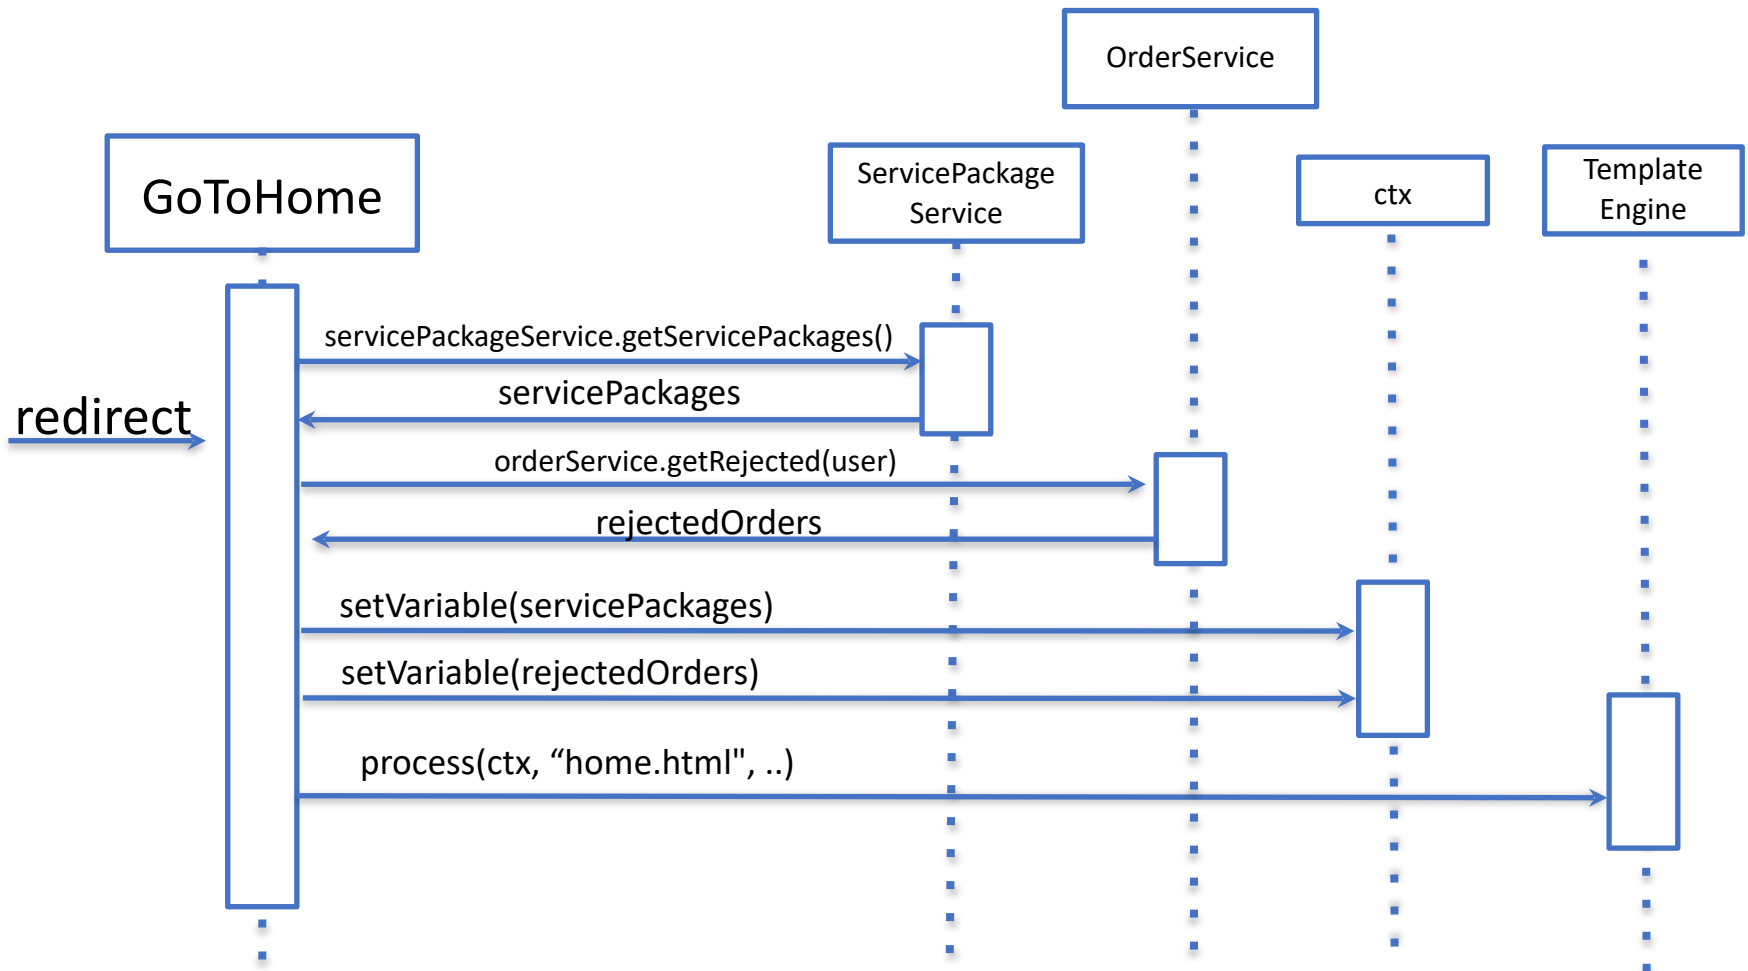 OrderService
GoToHome
ServicePackage
Service
ctx
Template
Engine
servicePackageService.getServicePackages()
servicePackages
redirect
orderService.getRejected(user)
rejectedOrders
setVariable(servicePackages)
setVariable(rejectedOrders)
process(ctx, “home.html", ..)